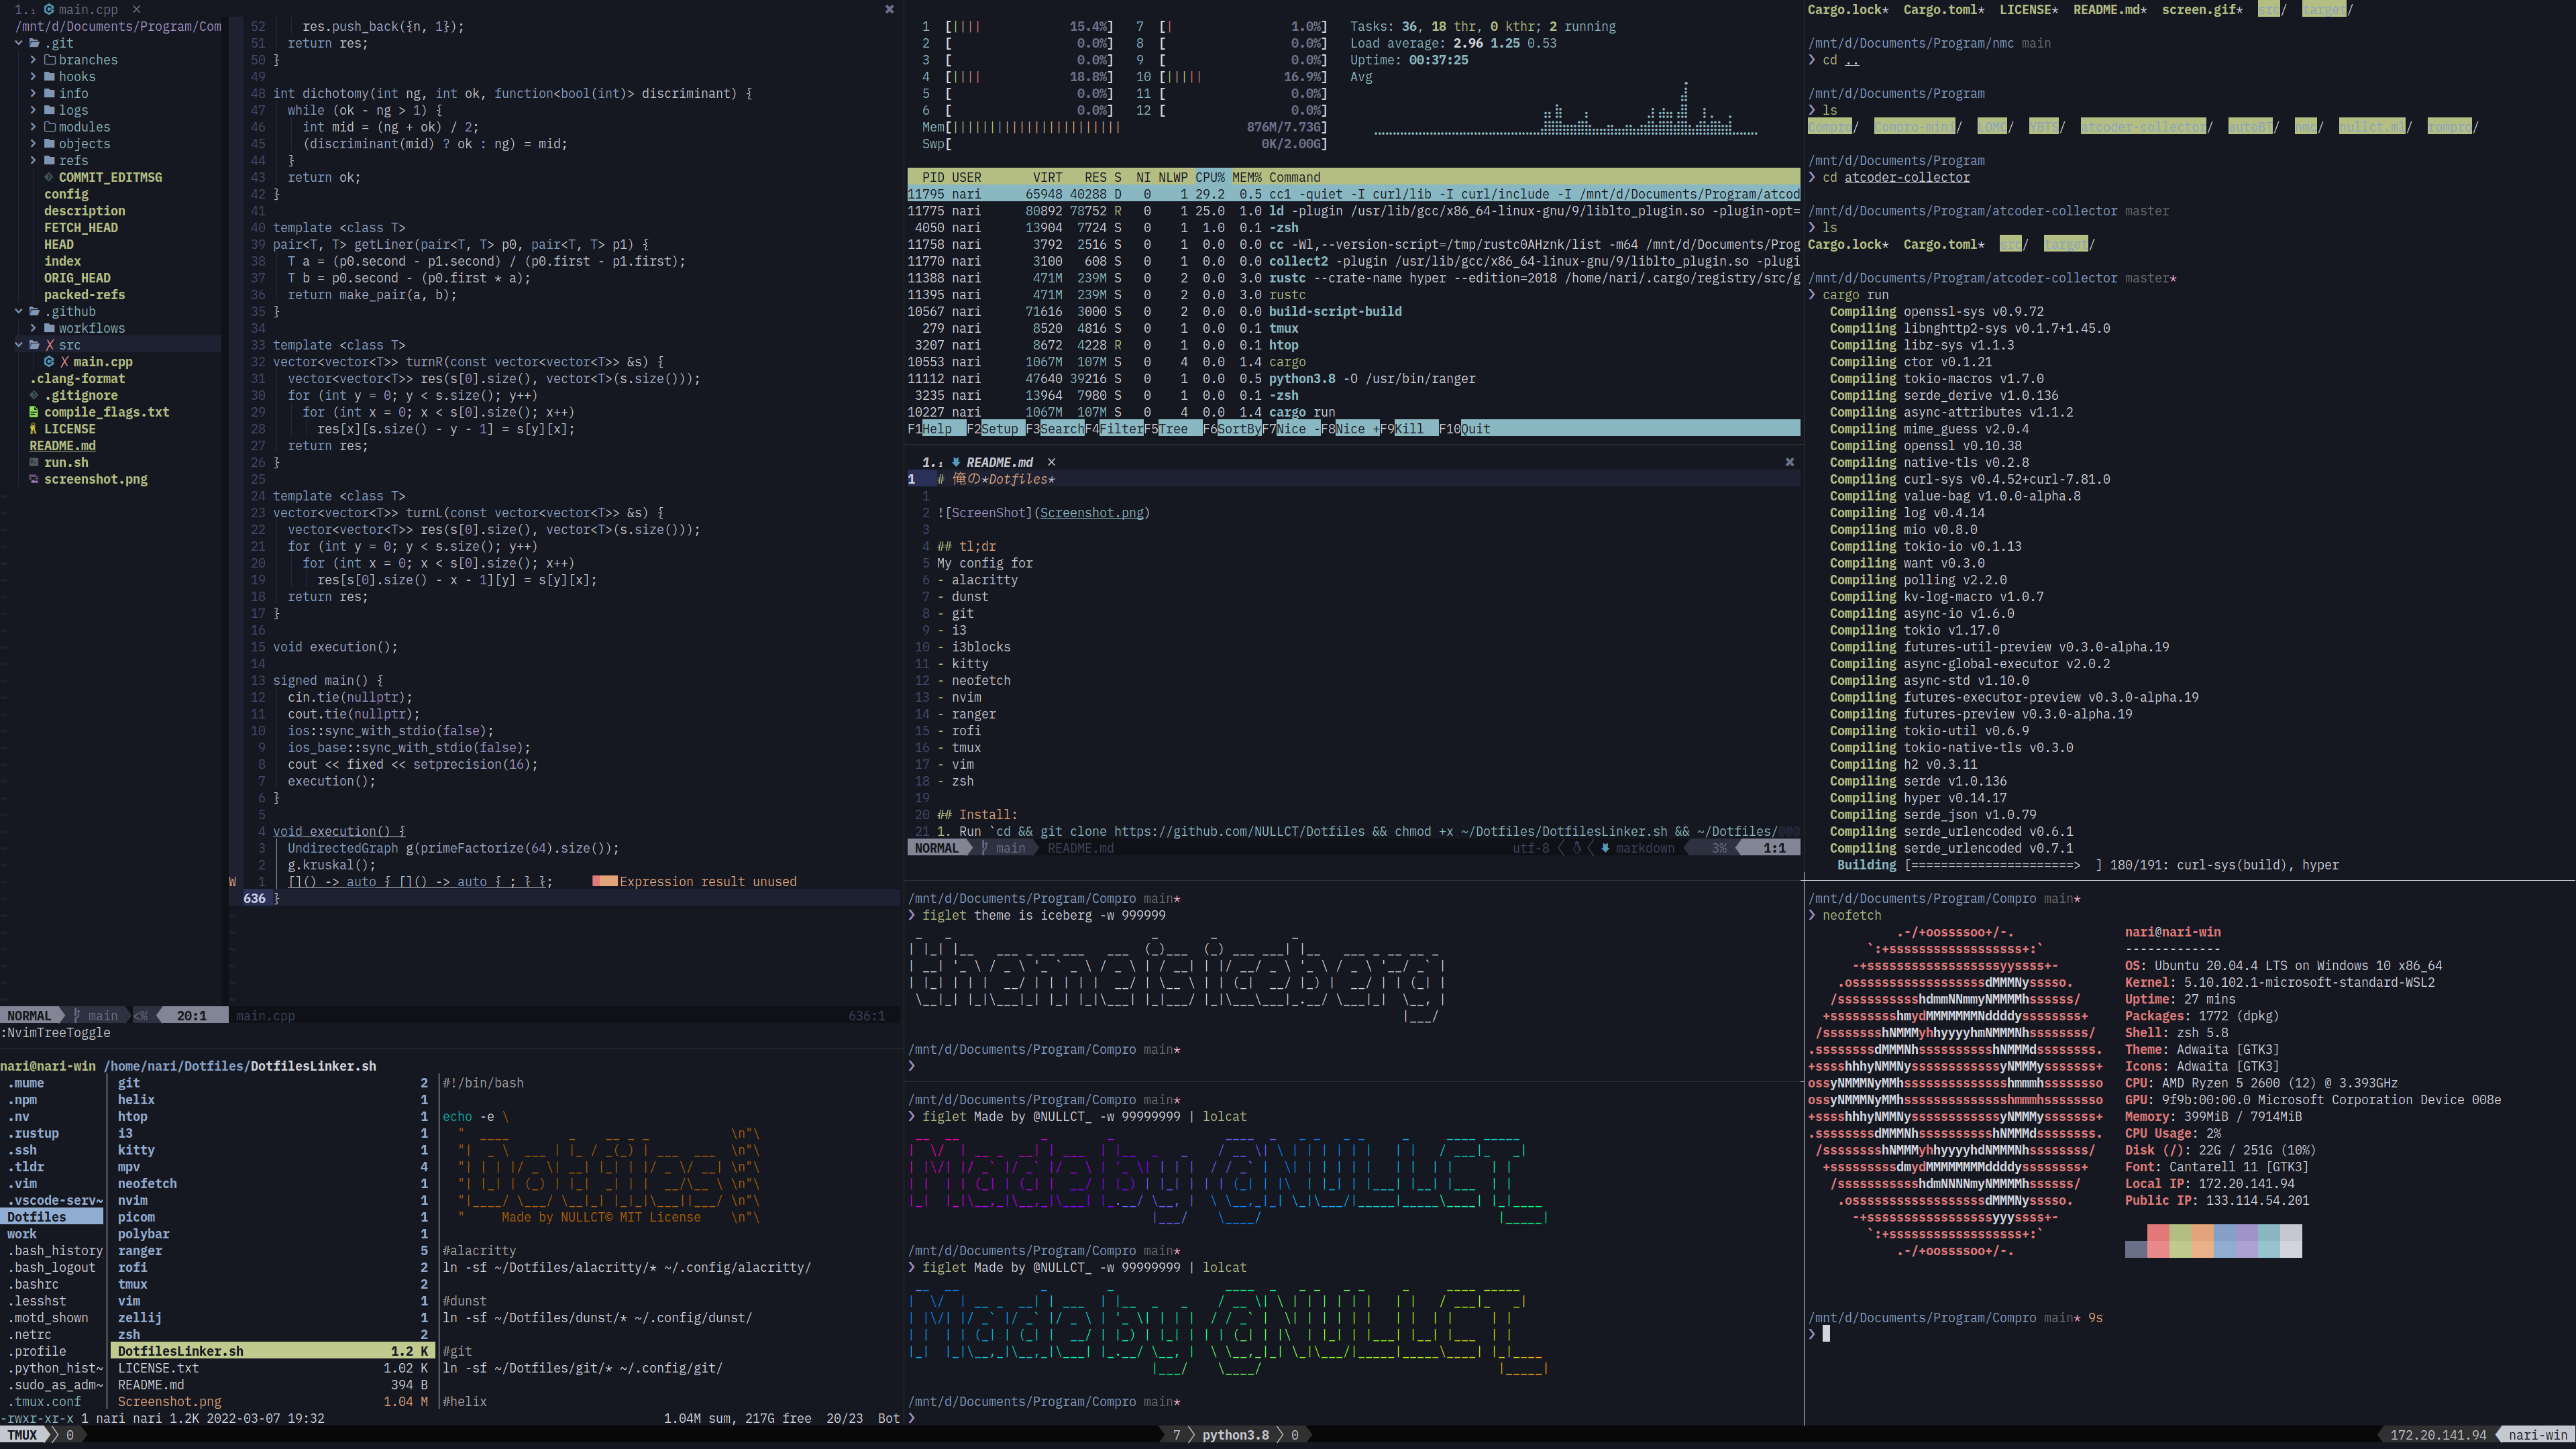 1. main.cpp ×
/mnt/d/Documents/Program/Com
.git
branches
hooks
info
logs
modules
objects
refs
COMMIT_EDITMSG
config
description
FETCH_HEAD
HEAD
index
ORIG_HEAD
packed-refs
.github
workflows
src
main.cpp
.clang-format
.gitignore
compile_flags.txt
LICENSE
README.md
run.sh
screenshot.png
52 res.push_back({n, 1});
51 return res;
50 }
49
48 int dichotomy(int ng, int ok, function<bool(int)> discriminant) {
47 while (ok - ng > 1) {
46 int mid = (ng + ok) / 2;
45 (discriminant(mid) ? ok : ng) = mid;
44 }
43 return ok;
42 }
41
40 template <class T>
39 pair<T, T> getLiner(pair<T, T> p0, pair<T, T> p1) {
38 T a = (p0.second - p1.second) / (p0.first - p1.first);
37 T b = p0.second - (p0.first * a);
36 return make_pair(a, b);
35 }
34
33 template <class T>
32 vector<vector<T>> turnR(const vector<vector<T>> &s) {
31 vector<vector<T>> res(s[0].size(), vector<T>(s.size()));
30 for (int y = 0; y < s.size(); y++)
29 for (int x = 0; x < s[0].size(); x++)
28 res[x][s.size() - y - 1] = s[y][x];
27 return res;
26 }
25
24 template <class T>
23 vector<vector<T>> turnL(const vector<vector<T>> &s) {
22 vector<vector<T>> res(s[0].size(), vector<T>(s.size()));
21 for (int y = 0; y < s.size(); y++)
20 for (int x = 0; x < s[0].size(); x++)
19 res[s[0].size() - x - 1][y] = s[y][x];
18 return res;
17 }
16
15 void execution();
14
13 signed main() {
12 cin.tie(nullptr);
11 cout.tie(nullptr);
10 ios::sync_with_stdio(false);
9 ios_base::sync_with_stdio(false);
8 cout << fixed << setprecision(16);
7 execution();
6 }
5
4 void execution() {
3 UndirectedGraph g(primeFactorize(64).size());
2 g.kruskal();
W 1 []() -> auto { []() -> auto { ; } }; Expression result unused
636 }
NORMAL main <% 20:1 main.cpp 636:1
:NvimTreeToggle
nari@nari-win /home/nari/Dotfiles/DotfilesLinker.sh
.mume
.npm
.nv
.rustup
.ssh
.tldr
.vim
.vscode-serv~
Dotfiles
work
.bash_history
.bash_logout
.bashrc
.lesshst
.motd_shown
.netrc
.profile
.python_hist~
.sudo_as_adm~
.tmux.conf
git 2
helix 1
htop 1
i3 1
kitty 1
mpv 4
neofetch 1
nvim 1
picom 1
polybar 1
ranger 5
rofi 2
tmux 2
vim 1
zellij 1
zsh 2
DotfilesLinker.sh 1.2 K
LICENSE.txt 1.02 K
README.md 394 B
Screenshot.png 1.04 M
#!/bin/bash
echo -e \
Dotfiles
" Made by NULLCT© MIT License \n"\
#alacritty
ln -sf ~/Dotfiles/alacritty/* ~/.config/alacritty/
#dunst
ln -sf ~/Dotfiles/dunst/* ~/.config/dunst/
#git
ln -sf ~/Dotfiles/git/* ~/.config/git/
#helix
-rwxr-xr-x 1 nari nari 1.2K 2022-03-07 19:32 1.04M sum, 217G free 20/23 Bot
1 [|||| 15.4%] 7 [| 1.0%] Tasks: 36, 18 thr, 0 kthr; 2 running
2 [ 0.0%] 8 [ 0.0%] Load average: 2.96 1.25 0.53
3 [ 0.0%] 9 [ 0.0%] Uptime: 00:37:25
4 [|||| 18.8%] 10 [||||| 16.9%] Avg
5 [ 0.0%] 11 [ 0.0%]
6 [ 0.0%] 12 [ 0.0%]
Mem[||||||||||||||||||||||| 876M/7.73G]
Swp[ 0K/2.00G]
PID USER VIRT RES S NI NLWP CPU% MEM% Command
11795 nari 65948 40288 D 0 1 29.2 0.5 cc1 -quiet -I curl/lib -I curl/include -I /mnt/d/Documents/Program/atcod
11775 nari 80892 78752 R 0 1 25.0 1.0 ld -plugin /usr/lib/gcc/x86_64-linux-gnu/9/liblto_plugin.so -plugin-opt=
4050 nari 13904 7724 S 0 1 1.0 0.1 -zsh
11758 nari 3792 2516 S 0 1 0.0 0.0 cc -Wl,--version-script=/tmp/rustc0AHznk/list -m64 /mnt/d/Documents/Prog
11770 nari 3100 608 S 0 1 0.0 0.0 collect2 -plugin /usr/lib/gcc/x86_64-linux-gnu/9/liblto_plugin.so -plugi
11388 nari 471M 239M S 0 2 0.0 3.0 rustc --crate-name hyper --edition=2018 /home/nari/.cargo/registry/src/g
11395 nari 471M 239M S 0 2 0.0 3.0 rustc
10567 nari 71616 3000 S 0 2 0.0 0.0 build-script-build
279 nari 8520 4816 S 0 1 0.0 0.1 tmux
3207 nari 8672 4228 R 0 1 0.0 0.1 htop
10553 nari 1067M 107M S 0 4 0.0 1.4 cargo
11112 nari 47640 39216 S 0 1 0.0 0.5 python3.8 -O /usr/bin/ranger
3235 nari 13964 7980 S 0 1 0.0 0.1 -zsh
10227 nari 1067M 107M S 0 4 0.0 1.4 cargo run
F1Help F2Setup F3SearchF4FilterF5Tree F6SortByF7Nice -F8Nice +F9Kill F10Quit
1. README.md ×
1 # 俺の*Dotfiles*
1
2 ![ScreenShot](Screenshot.png)
3
4 ## tl;dr
5 My config for
6 - alacritty
7 - dunst
8 - git
9 - i3
10 - i3blocks
11 - kitty
12 - neofetch
13 - nvim
14 - ranger
15 - rofi
16 - tmux
17 - vim
18 - zsh
19
20 ## Install:
21 1. Run `cd && git clone https://github.com/NULLCT/Dotfiles && chmod +x ~/Dotfiles/DotfilesLinker.sh && ~/Dotfiles/
NORMAL main README.md utf-8 markdown 3% 1:1
/mnt/d/Documents/Program/Compro main*
❯ figlet theme is iceberg -w 999999
theme is iceberg
/mnt/d/Documents/Program/Compro main*
❯
/mnt/d/Documents/Program/Compro main*
❯ figlet Made by @NULLCT_ -w 99999999 | lolcat
Made by @NULLCT_
/mnt/d/Documents/Program/Compro main*
❯ figlet Made by @NULLCT_ -w 99999999 | lolcat
Made by @NULLCT_
/mnt/d/Documents/Program/Compro main*
❯
Cargo.lock* Cargo.toml* LICENSE* README.md* screen.gif* src/ target/
/mnt/d/Documents/Program/nmc main
❯ cd ..
/mnt/d/Documents/Program
❯ ls
Compro/ Compro-mini/ LOMC/ YBTS/ atcoder-collector/ autoBT/ nmc/ nullct.ml/ rompro/
/mnt/d/Documents/Program
❯ cd atcoder-collector
/mnt/d/Documents/Program/atcoder-collector master
❯ ls
Cargo.lock* Cargo.toml* src/ target/
/mnt/d/Documents/Program/atcoder-collector master*
❯ cargo run
Compiling openssl-sys v0.9.72
Compiling libnghttp2-sys v0.1.7+1.45.0
Compiling libz-sys v1.1.3
Compiling ctor v0.1.21
Compiling tokio-macros v1.7.0
Compiling serde_derive v1.0.136
Compiling async-attributes v1.1.2
Compiling mime_guess v2.0.4
Compiling openssl v0.10.38
Compiling native-tls v0.2.8
Compiling curl-sys v0.4.52+curl-7.81.0
Compiling value-bag v1.0.0-alpha.8
Compiling log v0.4.14
Compiling mio v0.8.0
Compiling tokio-io v0.1.13
Compiling want v0.3.0
Compiling polling v2.2.0
Compiling kv-log-macro v1.0.7
Compiling async-io v1.6.0
Compiling tokio v1.17.0
Compiling futures-util-preview v0.3.0-alpha.19
Compiling async-global-executor v2.0.2
Compiling async-std v1.10.0
Compiling futures-executor-preview v0.3.0-alpha.19
Compiling futures-preview v0.3.0-alpha.19
Compiling tokio-util v0.6.9
Compiling tokio-native-tls v0.3.0
Compiling h2 v0.3.11
Compiling serde v1.0.136
Compiling hyper v0.14.17
Compiling serde_json v1.0.79
Compiling serde_urlencoded v0.6.1
Compiling serde_urlencoded v0.7.1
Building [======================> ] 180/191: curl-sys(build), hyper
/mnt/d/Documents/Program/Compro main*
❯ neofetch
nari@nari-win
-------------
OS: Ubuntu 20.04.4 LTS on Windows 10 x86_64
Kernel: 5.10.102.1-microsoft-standard-WSL2
Uptime: 27 mins
Packages: 1772 (dpkg)
Shell: zsh 5.8
Theme: Adwaita [GTK3]
Icons: Adwaita [GTK3]
CPU: AMD Ryzen 5 2600 (12) @ 3.393GHz
GPU: 9f9b:00:00.0 Microsoft Corporation Device 008e
Memory: 399MiB / 7914MiB
CPU Usage: 2%
Disk (/): 22G / 251G (10%)
Font: Cantarell 11 [GTK3]
Local IP: 172.20.141.94
Public IP: 133.114.54.201
/mnt/d/Documents/Program/Compro main* 9s
❯
TMUX 0 7 python3.8 0 172.20.141.94 nari-win